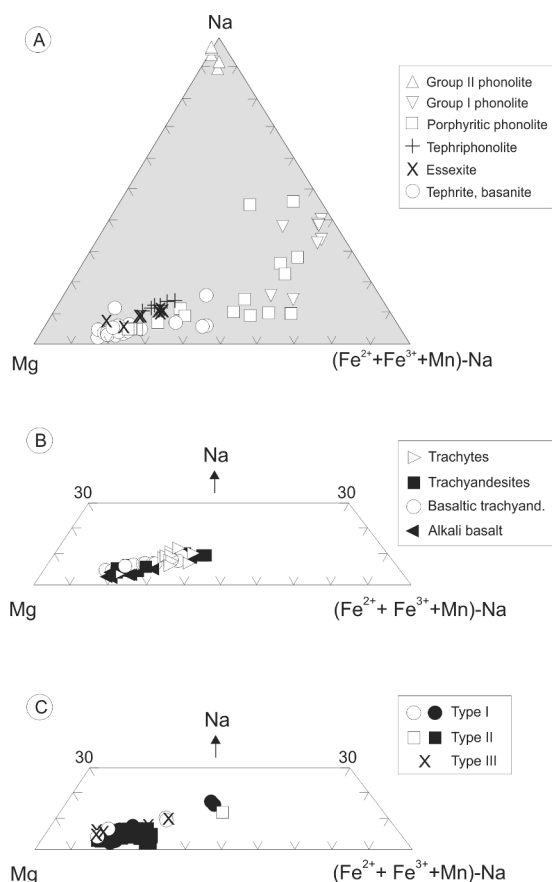 A
Na
Group II phonolite
Group I phonolite
Porphyritic phonolite
Tephriphonolite
Essexite
Tephrite, basanite
Mg
(Fe²⁺+Fe³⁺+Mn)-Na
B
Na
30
30
Trachytes
Trachyandesites
Basaltic trachyand.
Alkali basalt
Mg
(Fe²⁺+ Fe³⁺+Mn)-Na
C
Na
30
30
Type I
Type II
Type III
Mg
(Fe²⁺+ Fe³⁺+Mn)-Na